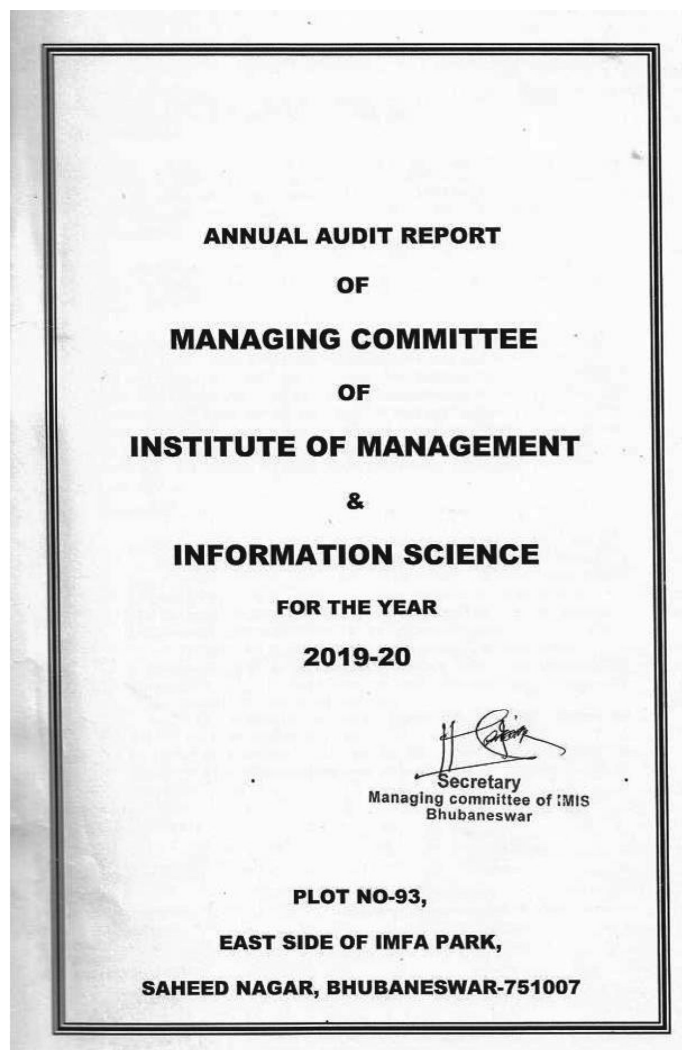 ANNUAL AUDIT REPORT
OF
MANAGING COMMITTEE
OF
INSTITUTE OF MANAGEMENT
&
INFORMATION SCIENCE
FOR THE YEAR
2019-20
Secretary
Managing committee of IMIS
Bhubaneswar
PLOT NO-93,
EAST SIDE OF IMFA PARK,
SAHEED NAGAR, BHUBANESWAR-751007